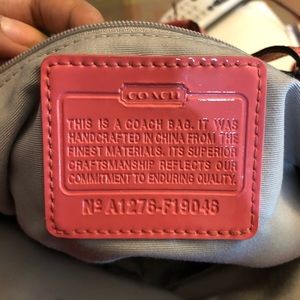 COACH
THIS IS A COACH BAG. IT WAS
HANDCRAFTED IN CHINA FROM THE
FINEST MATERIALS. ITS SUPERIOR
CRAFTSMANSHIP REFLECTS OUR
COMMITMENT TO ENDURING QUALITY.
Nº A1276-F19046